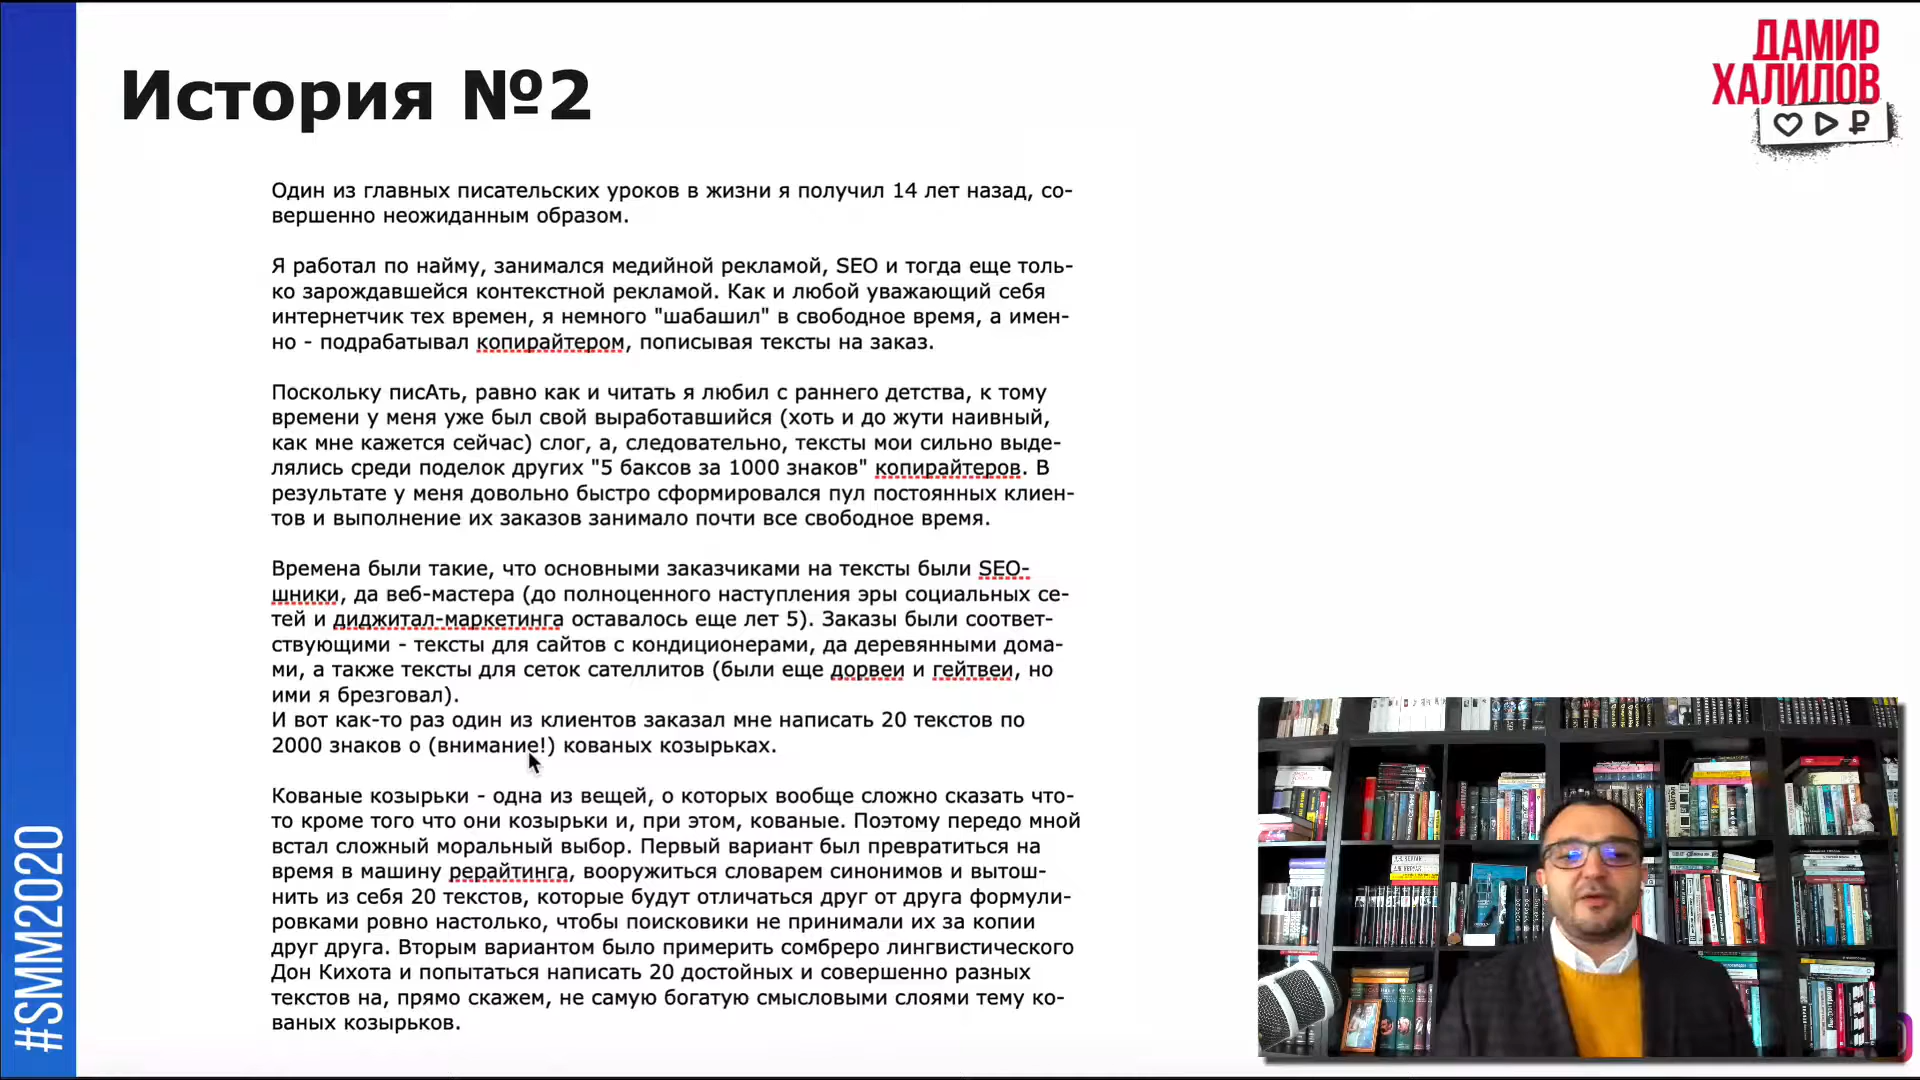 История №2
ДАМИР
ХАЛИЛОВ
Один из главных писательских уроков в жизни я получил 14 лет назад, со-
вершенно неожиданным образом.
Я работал по найму, занимался медийной рекламой, SEO и тогда еще толь-
ко зарождавшейся контекстной рекламой. Как и любой уважающий себя
интернетчик тех времен, я немного "шабашил" в свободное время, а имен-
но - подрабатывал копирайтером, пописывая тексты на заказ.
Поскольку писАть, равно как и читать я любил с раннего детства, к тому
времени у меня уже был свой выработавшийся (хоть и до жути наивный,
как мне кажется сейчас) слог, а, следовательно, тексты мои сильно выде-
лялись среди поделок других "5 баксов за 1000 знаков" копирайтеров. В
результате у меня довольно быстро сформировался пул постоянных клиен-
тов и выполнение их заказов занимало почти все свободное время.
Времена были такие, что основными заказчиками на тексты были SEO-
шники, да веб-мастера (до полноценного наступления эры социальных се-
тей и диджитал-маркетинга оставалось еще лет 5). Заказы были соответ-
ствующими - тексты для сайтов с кондиционерами, да деревянными дома-
ми, а также тексты для сеток сателлитов (были еще дорвеи и гейтвеи, но
ими я брезговал).
И вот как-то раз один из клиентов заказал мне написать 20 текстов по
2000 знаков о (внимание!) кованых козырьках.
Кованые козырьки - одна из вещей, о которых вообще сложно сказать что-
то кроме того что они козырьки и, при этом, кованые. Поэтому передо мной
встал сложный моральный выбор. Первый вариант был превратиться на
время в машину рерайтинга, вооружиться словарем синонимов и вытош-
нить из себя 20 текстов, которые будут отличаться друг от друга формули-
ровками ровно настолько, чтобы поисковики не принимали их за копии
друг друга. Вторым вариантом было примерить сомбреро лингвистического
Дон Кихота и попытаться написать 20 достойных и совершенно разных
текстов на, прямо скажем, не самую богатую смысловыми слоями тему ко-
ваных козырьков.
#SMM2020